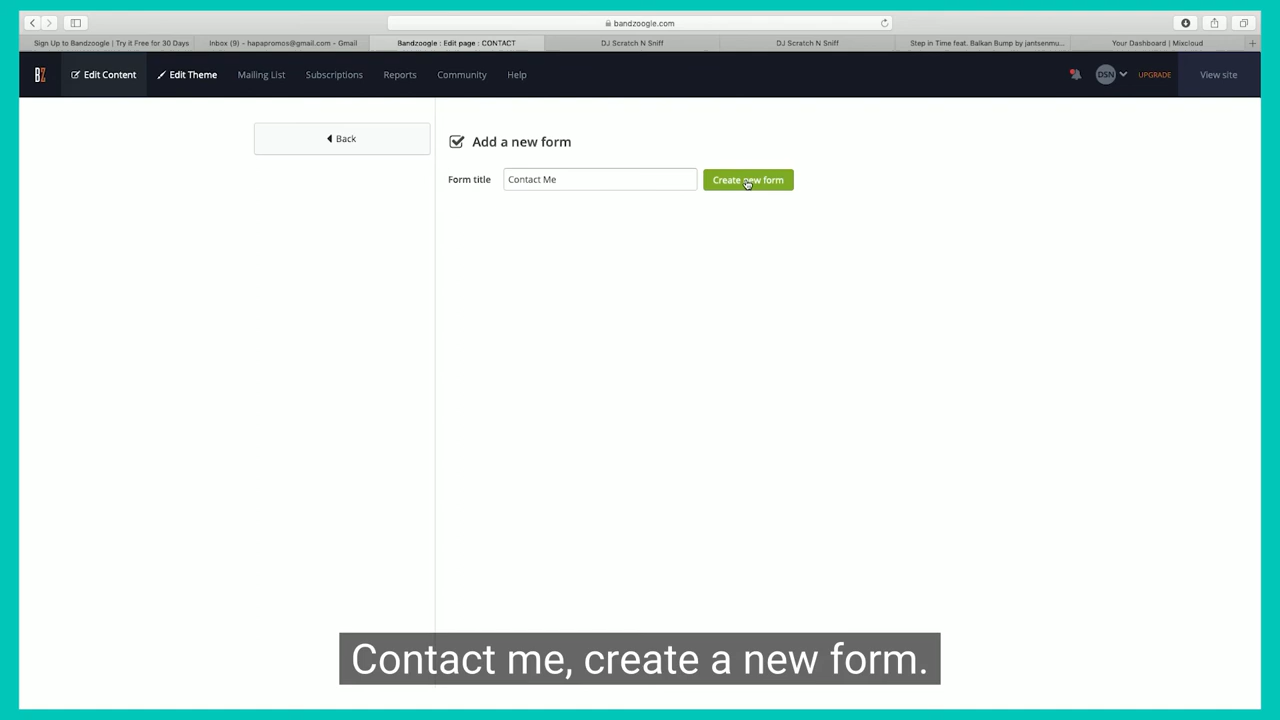 bandzoogle.com
Sign Up to Bandzoogle | Try it Free for 30 Days
Inbox (9) - hapapromos@gmail.com - Gmail
Bandzoogle : Edit page : CONTACT
DJ Scratch N Sniff
DJ Scratch N Sniff
Step in Time feat. Balkan Bump by jantsenmu...
Your Dashboard | Mixcloud
BZ
Edit Content
Edit Theme
Mailing List
Subscriptions
Reports
Community
Help
DSN
UPGRADE
View site
Back
Add a new form
Form title
Contact Me
Create new form
Contact me, create a new form.